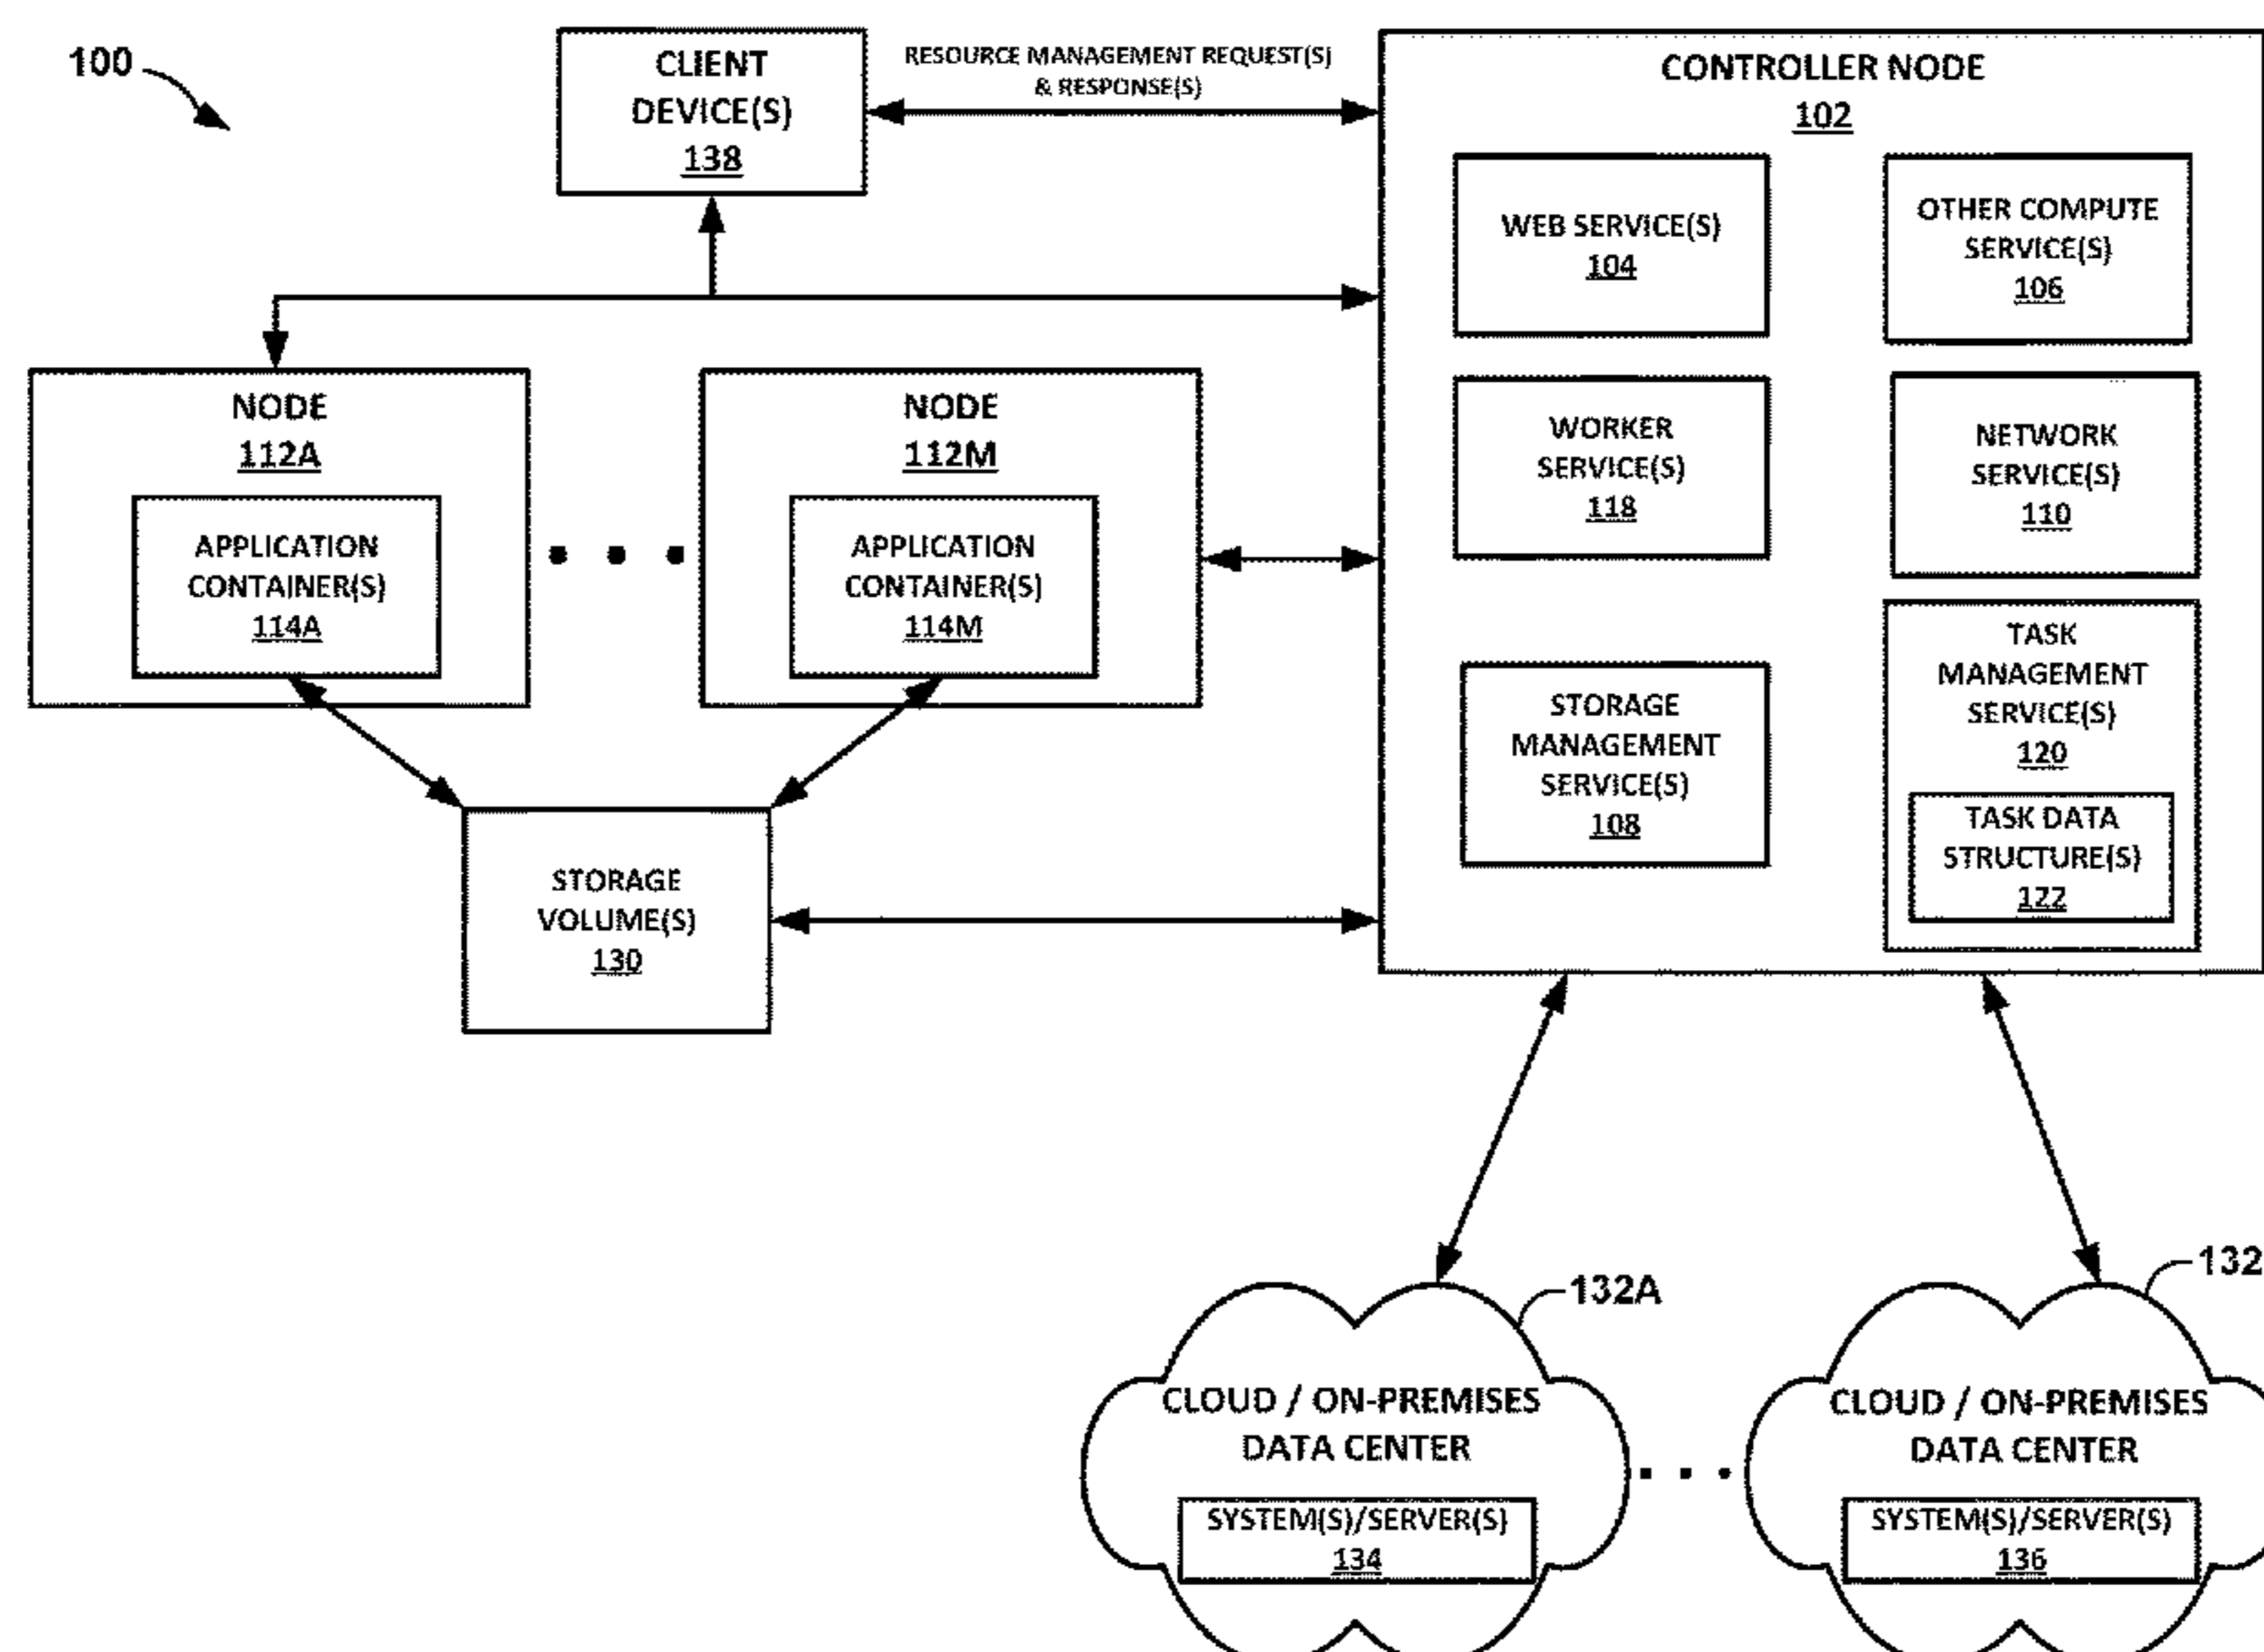 100
CLIENT
DEVICE(S)
138
RESOURCE MANAGEMENT REQUEST(S)
& RESPONSE(S)
CONTROLLER NODE
102
WEB SERVICE(S)
104
OTHER COMPUTE
SERVICE(S)
106
NODE
112A
APPLICATION
CONTAINER(S)
114A
NODE
112M
APPLICATION
CONTAINER(S)
114M
WORKER
SERVICE(S)
118
NETWORK
SERVICE(S)
110
STORAGE
MANAGEMENT
SERVICE(S)
108
TASK
MANAGEMENT
SERVICE(S)
120
TASK DATA
STRUCTURE(S)
122
STORAGE
VOLUME(S)
130
132A
CLOUD / ON-PREMISES
DATA CENTER
SYSTEM(S)/SERVER(S)
134
132
CLOUD / ON-PREMISES
DATA CENTER
SYSTEM(S)/SERVER(S)
136